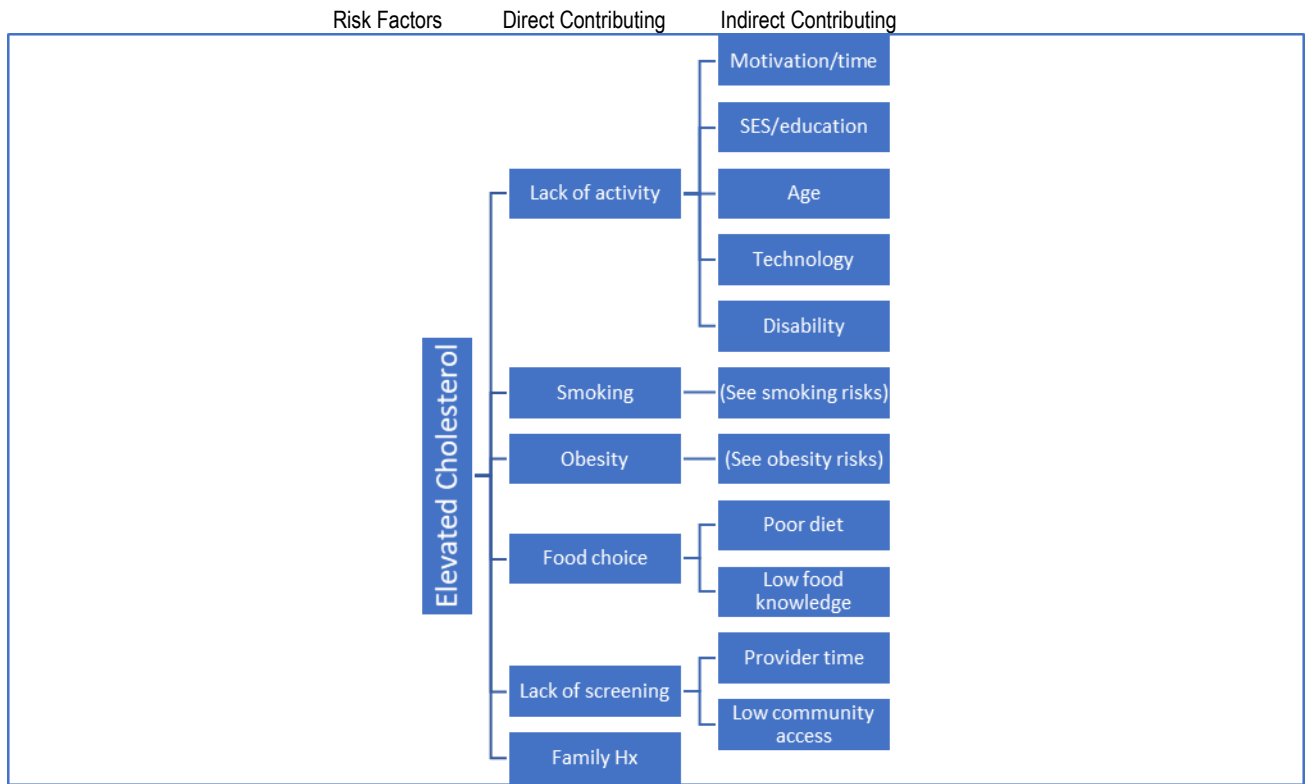 Risk Factors Direct Contributing Indirect Contributing
Motivation/time
SES/education
Lack of activity
Age
Technology
Disability
Elevated Cholesterol
Smoking
(See smoking risks)
Obesity
(See obesity risks)
Food choice
Poor diet
Low food
knowledge
Lack of screening
Provider time
Low community
access
Family Hx